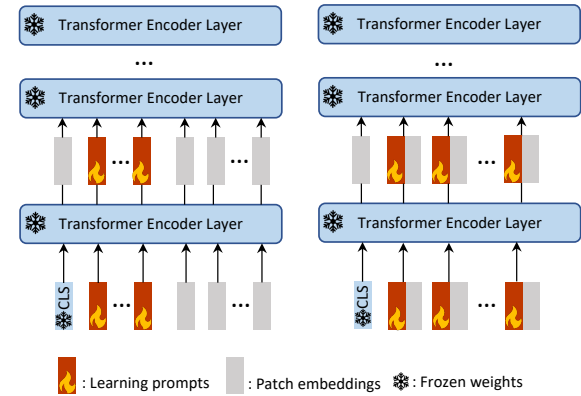 Transformer Encoder Layer
Transformer Encoder Layer
...
...
Transformer Encoder Layer
Transformer Encoder Layer
...
...
...
Transformer Encoder Layer
Transformer Encoder Layer
CLS
...
...
CLS
...
: Learning prompts
: Patch embeddings
: Frozen weights